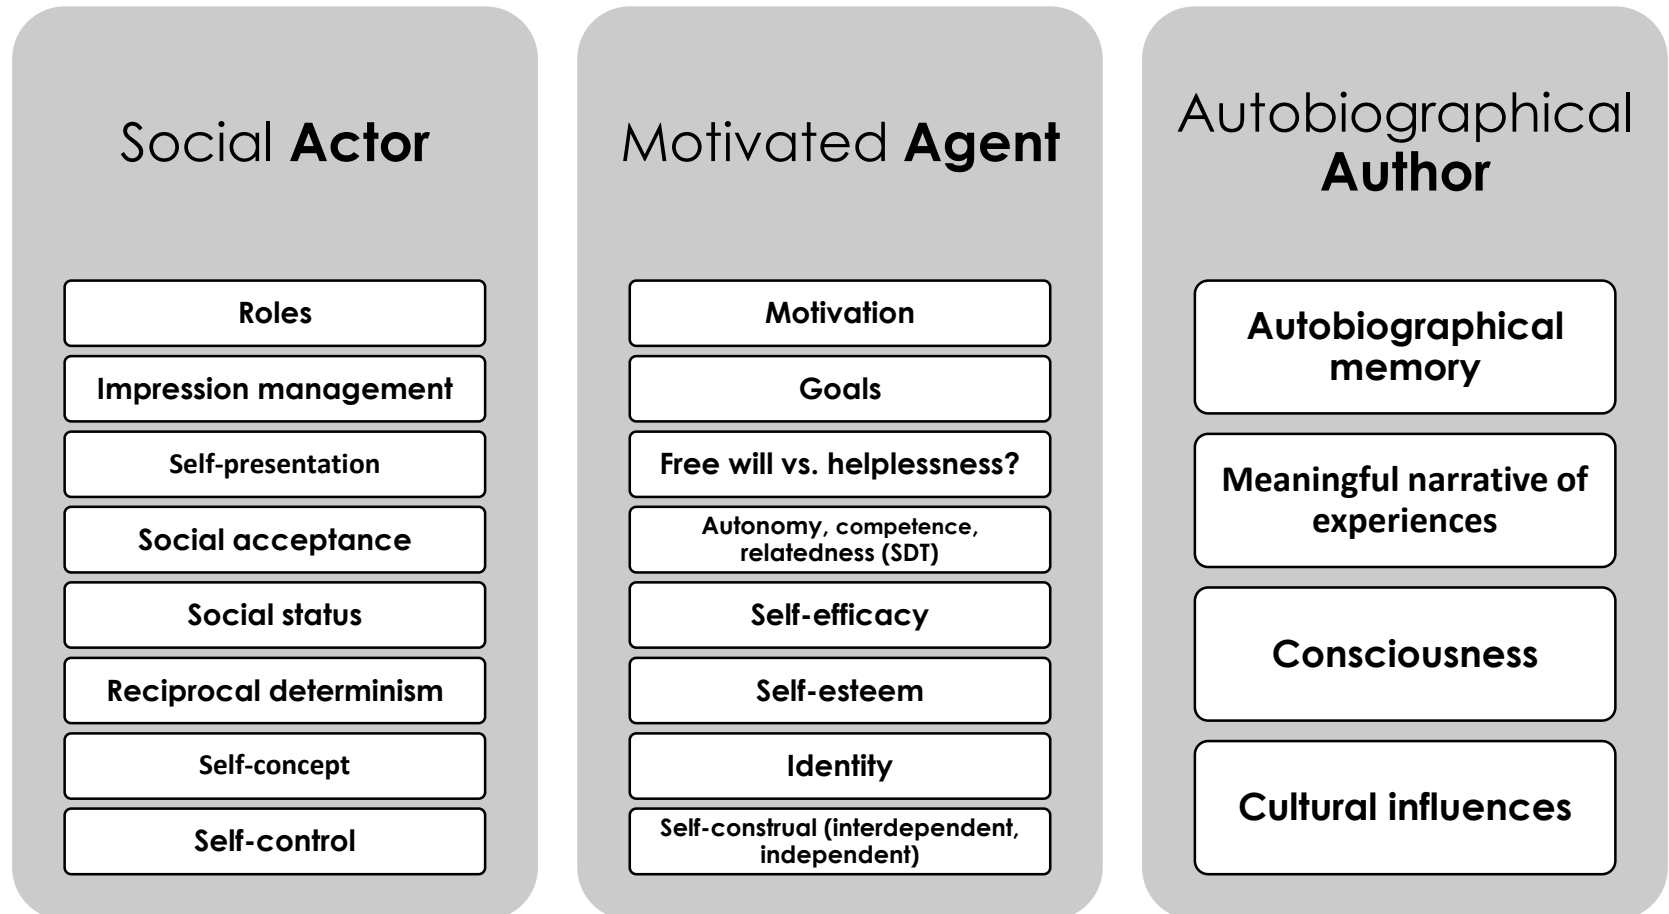 Social Actor
Roles
Impression management
Self-presentation
Social acceptance
Social status
Reciprocal determinism
Self-concept
Self-control
Motivated Agent
Motivation
Goals
Free will vs. helplessness?
Autonomy, competence,
relatedness (SDT)
Self-efficacy
Self-esteem
Identity
Self-construal (interdependent,
independent)
Autobiographical
Author
Autobiographical
memory
Meaningful narrative of
experiences
Consciousness
Cultural influences